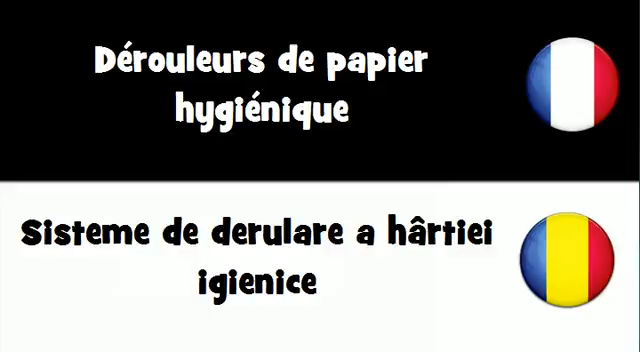 Dérouleurs de papier
hygiénique
Sisteme de derulare a hârtiei
igienice